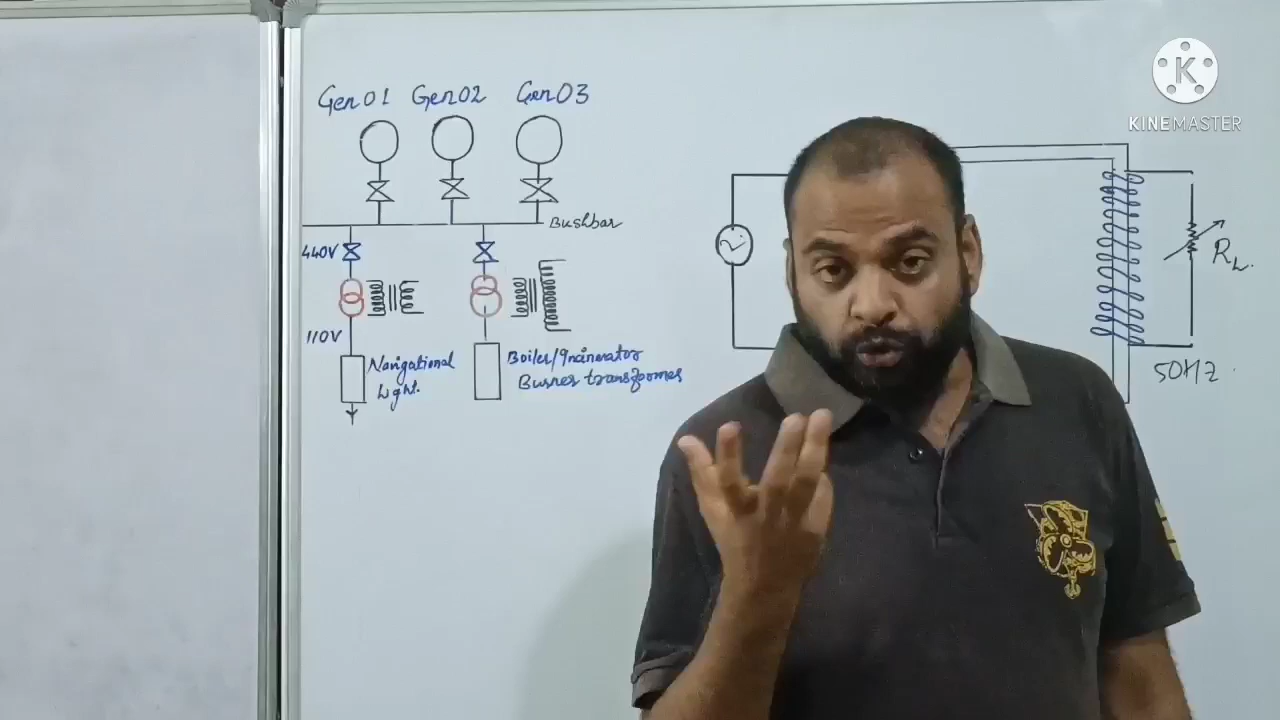 Gen01 Gen02 Gen03
Bushbar
440V
110V
Navigational
Light.
Boiler/Incinerator
Burner transformer
RL.
50HZ
KINEMASTER